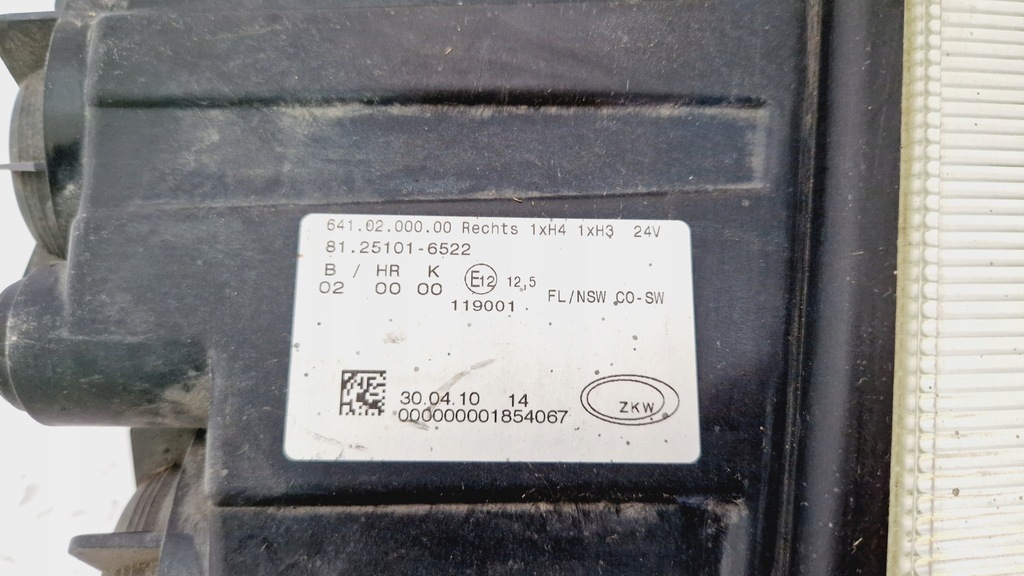 641.02.000.00 Rechts 1xH4 1xH3 24V
81.25101-6522
B / HR K
02 00 00
E12 12,5
119001
FL/NSW CO-SW
30.04.10 14
000000001854067
ZKW